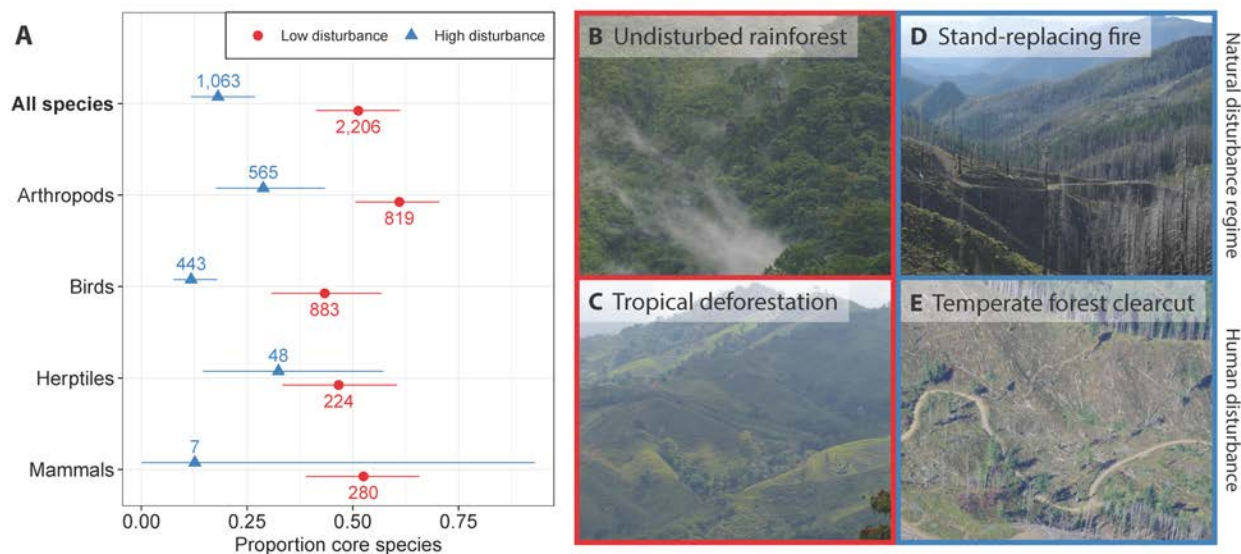 A
Low disturbance
High disturbance
All species
1,063
2,206
Arthropods
565
819
Birds
443
883
Herptiles
48
224
Mammals
7
280
0.00 0.25 0.50 0.75
Proportion core species
B Undisturbed rainforest
D Stand-replacing fire
Natural disturbance regime
C Tropical deforestation
E Temperate forest clearcut
Human disturbance